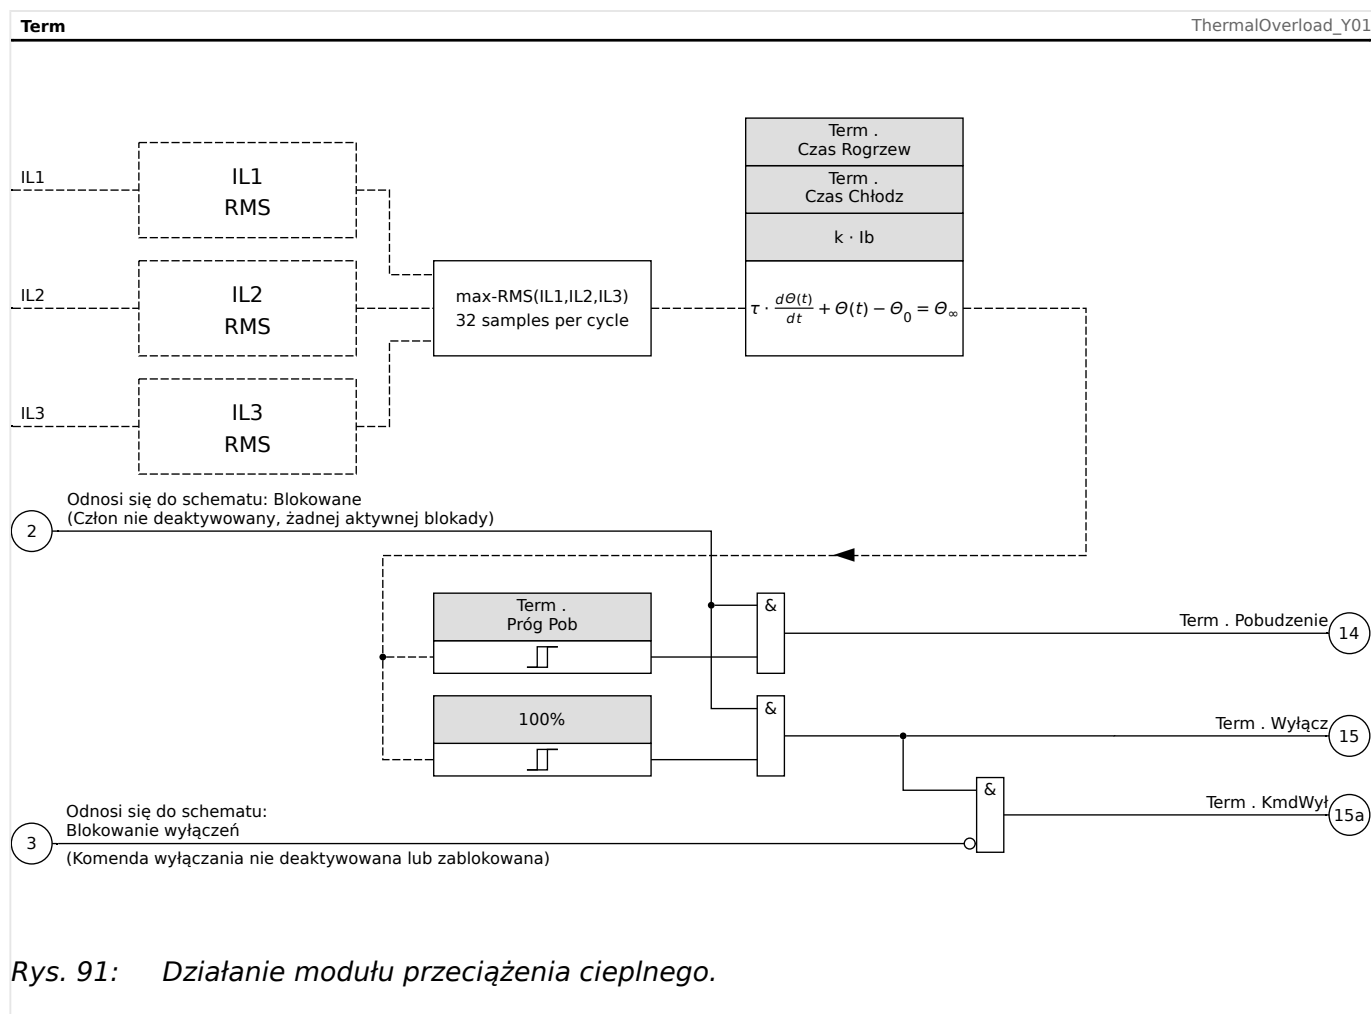 Term
ThermalOverload_Y01
Term .
Czas Rogrzew
Term .
Czas Chłodz
k · Ib
τ · dΘ(t)/dt + Θ(t) − Θ0 = Θ∞
IL1
IL1
RMS
IL2
IL2
RMS
IL3
IL3
RMS
max-RMS(IL1,IL2,IL3)
32 samples per cycle
Odnosi się do schematu: Blokowane
(Człon nie deaktywowany, żadnej aktywnej blokady)
2
Term .
Próg Pob
&
Term . Pobudzenie
14
100%
&
Term . Wyłącz
15
&
Term . KmdWył
15a
Odnosi się do schematu:
Blokowanie wyłączeń
3
(Komenda wyłączania nie deaktywowana lub zablokowana)
Rys. 91: Działanie modułu przeciążenia cieplnego.